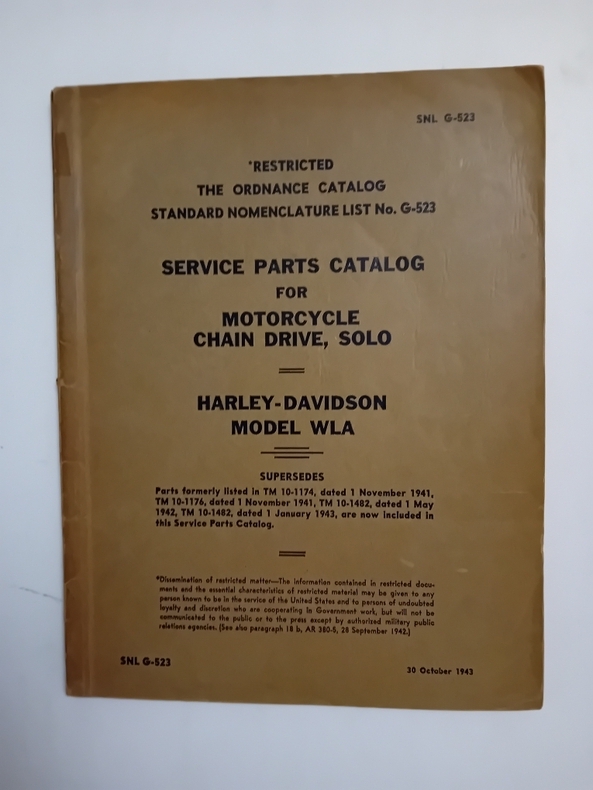 SNL G-523
*RESTRICTED
THE ORDNANCE CATALOG
STANDARD NOMENCLATURE LIST No. G-523
SERVICE PARTS CATALOG
FOR
MOTORCYCLE
CHAIN DRIVE, SOLO
HARLEY-DAVIDSON
MODEL WLA
SUPERSEDES
Parts formerly listed in TM 10-1174, dated 1 November 1941,
TM 10-1176, dated 1 November 1941, TM 10-1482, dated 1 May
1942, TM 10-1482, dated 1 January 1943, are now included in
this Service Parts Catalog.
*Dissemination of restricted matter—The information contained in restricted docu-
ments and the essential characteristics of restricted material may be given to any
person known to be in the service of the United States and to persons of undoubted
loyalty and discretion who are cooperating in Government work, but will not be
communicated to the public or to the press except by authorized military public
relations agencies. (See also paragraph 18 b, AR 380-5, 28 September 1942.)
SNL G-523
30 October 1943